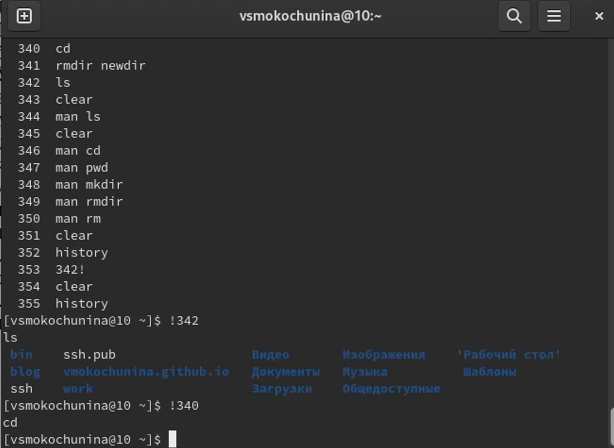 vsmokochunina@10:~
340 cd
341 rmdir newdir
342 ls
343 clear
344 man ls
345 clear
346 man cd
347 man pwd
348 man mkdir
349 man rmdir
350 man rm
351 clear
352 history
353 342!
354 clear
355 history
[vsmokochunina@10 ~]$ !342
ls
bin ssh.pub Видео Изображения 'Рабочий стол'
blog vmokochunina.github.io Документы Музыка Шаблоны
ssh work Загрузки Общедоступные
[vsmokochunina@10 ~]$ !340
cd
[vsmokochunina@10 ~]$